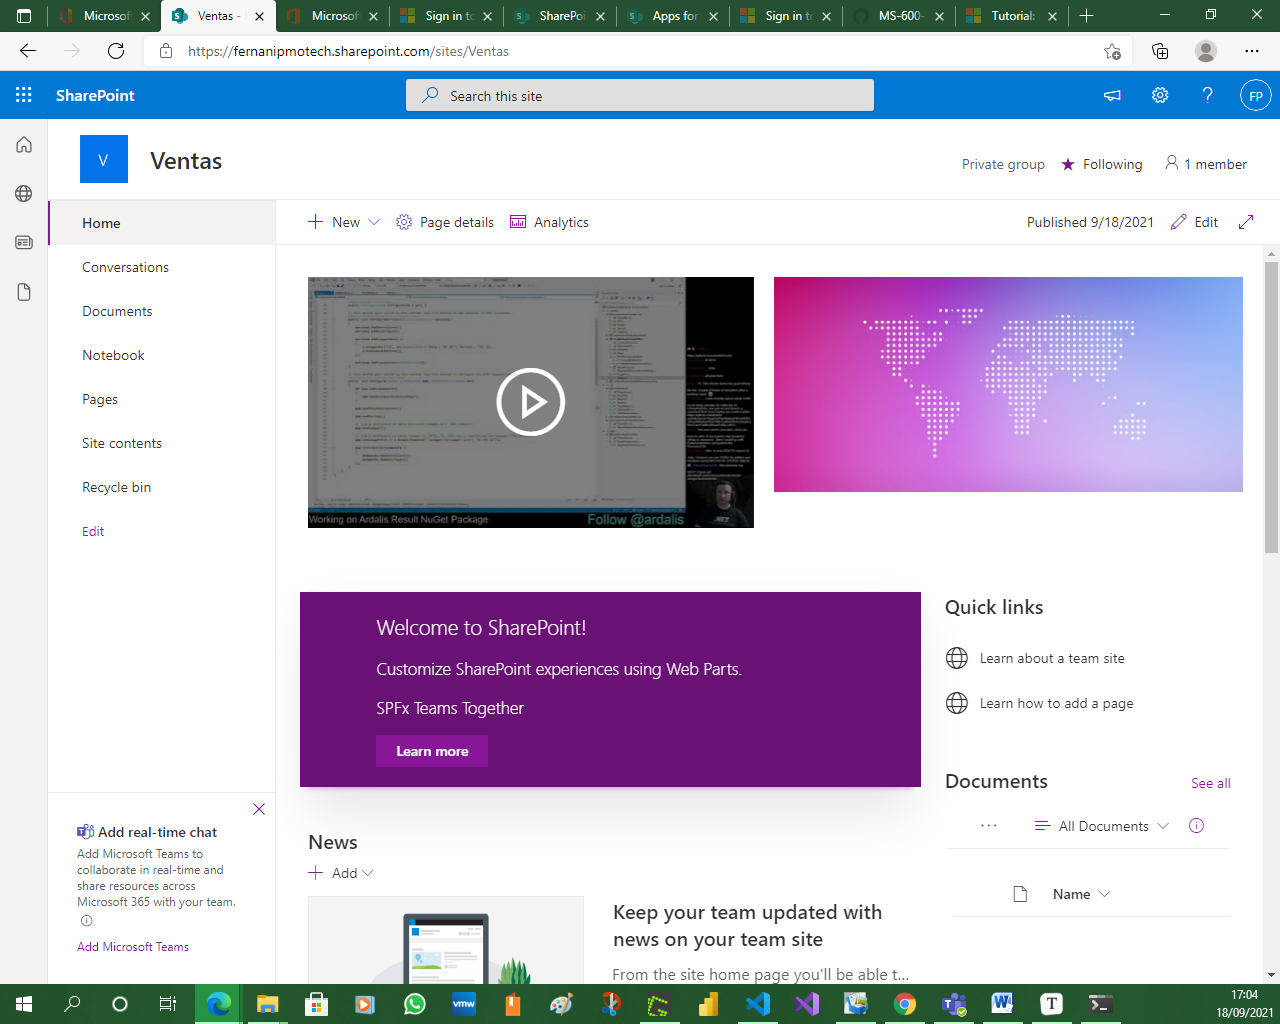 Microsof
Ventas -
Microsof
Sign in to
SharePoi
Apps for
Sign in to
MS-600-
Tutorial:
https://fernanipmotech.sharepoint.com/sites/Ventas
SharePoint
Search this site
?
FP
V
Ventas
Private group
Following
1 member
Home
New
Page details
Analytics
Published 9/18/2021
Edit
Conversations
Documents
Notebook
Pages
Site contents
Recycle bin
Edit
Working on Ardalis.Result NuGet Package
Follow @ardalis
Welcome to SharePoint!
Customize SharePoint experiences using Web Parts.
SPFx Teams Together
Learn more
Quick links
Learn about a team site
Learn how to add a page
Documents
See all
All Documents
Name
Add real-time chat
Add Microsoft Teams to
collaborate in real-time and
share resources across
Microsoft 365 with your team.
Add Microsoft Teams
News
Add
Keep your team updated with
news on your team site
From the site home page you'll be able t...
vmw
T
17:04
18/09/2021